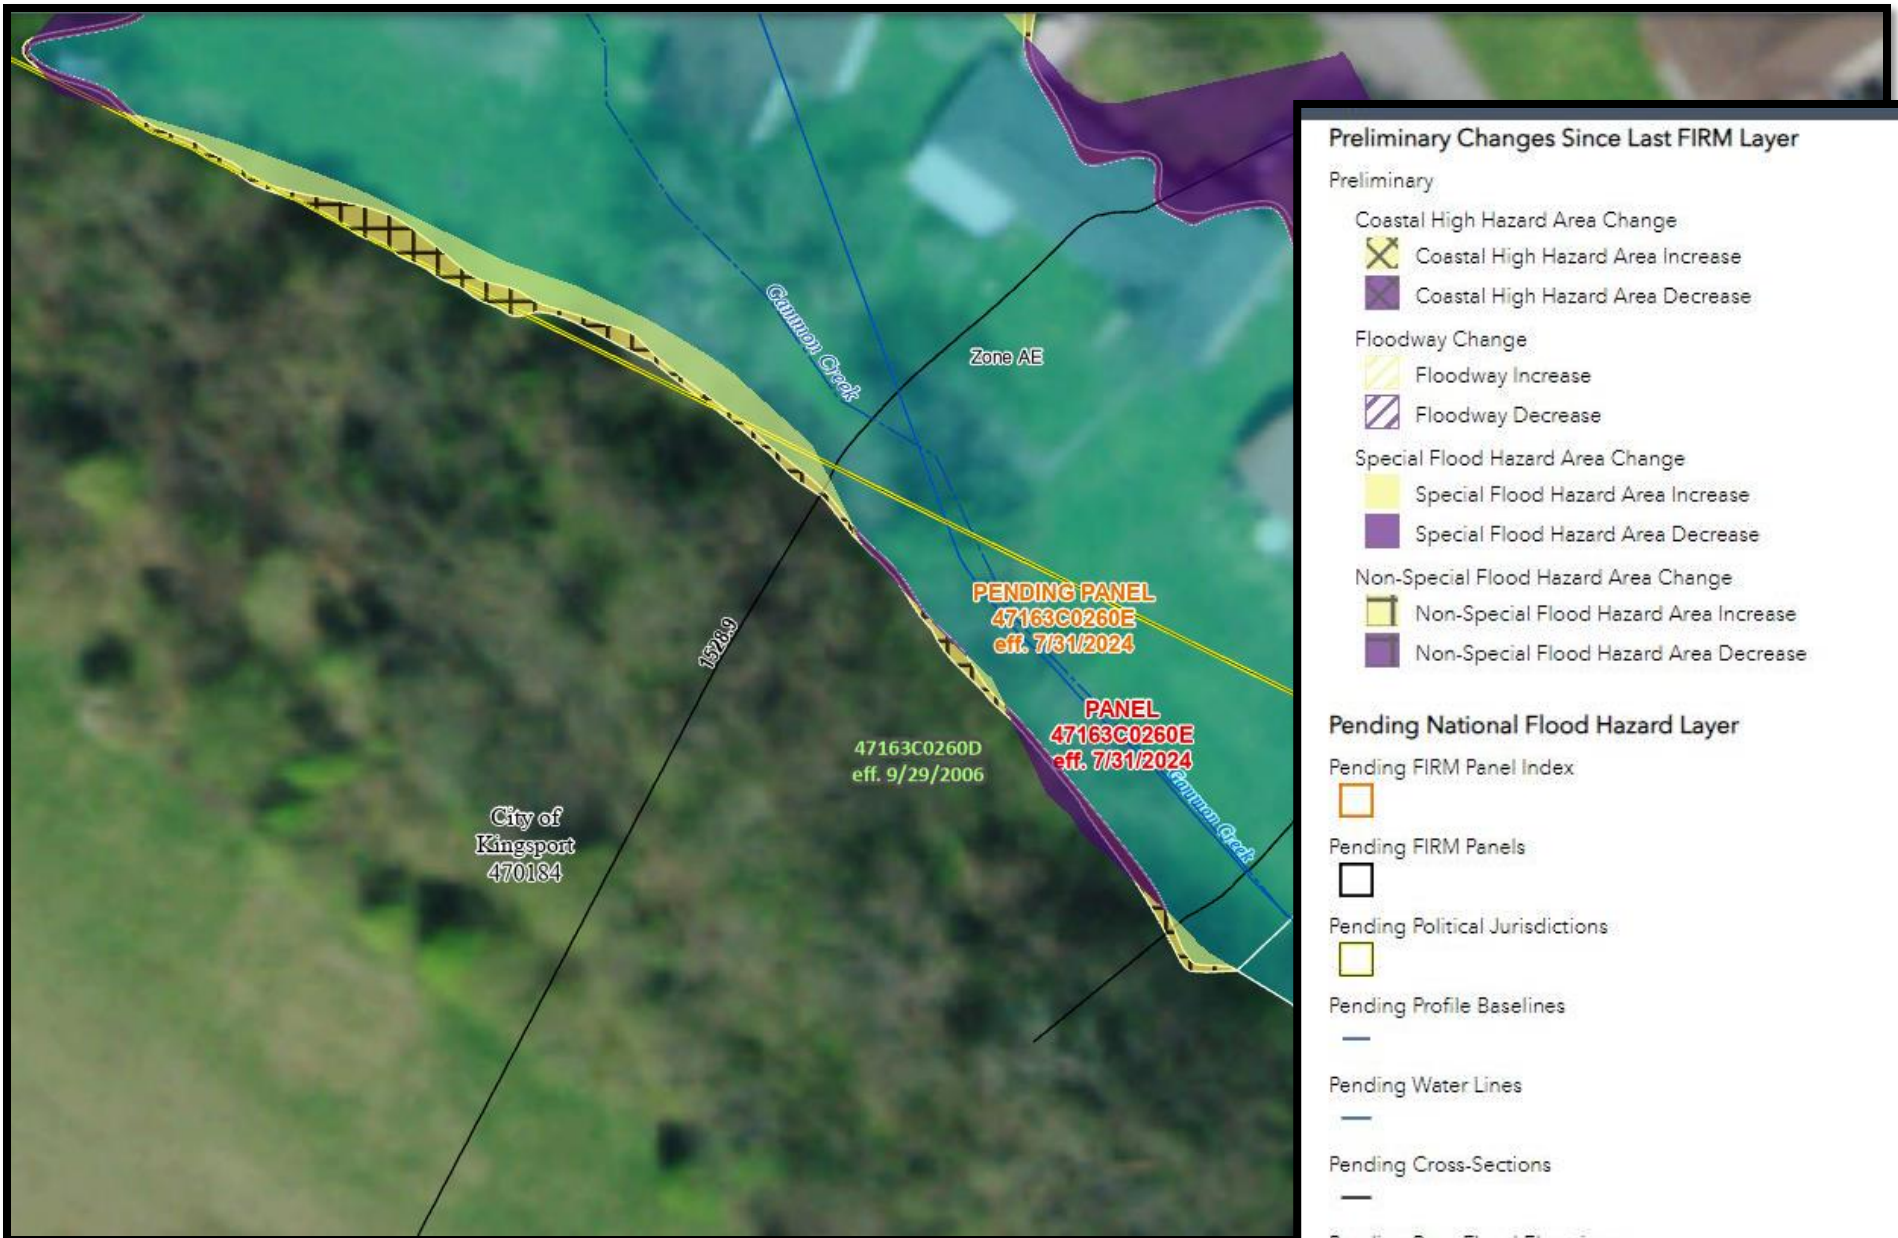 Gammon Creek
Zone AE
PENDING PANEL
47163C0260E
eff. 7/31/2024
1528.9
PANEL
47163C0260E
eff. 7/31/2024
47163C0260D
eff. 9/29/2006
Gammon Creek
City of
Kingsport
470184
Preliminary Changes Since Last FIRM Layer
Preliminary
Coastal High Hazard Area Change
Coastal High Hazard Area Increase
Coastal High Hazard Area Decrease
Floodway Change
Floodway Increase
Floodway Decrease
Special Flood Hazard Area Change
Special Flood Hazard Area Increase
Special Flood Hazard Area Decrease
Non-Special Flood Hazard Area Change
Non-Special Flood Hazard Area Increase
Non-Special Flood Hazard Area Decrease
Pending National Flood Hazard Layer
Pending FIRM Panel Index
Pending FIRM Panels
Pending Political Jurisdictions
Pending Profile Baselines
Pending Water Lines
Pending Cross-Sections